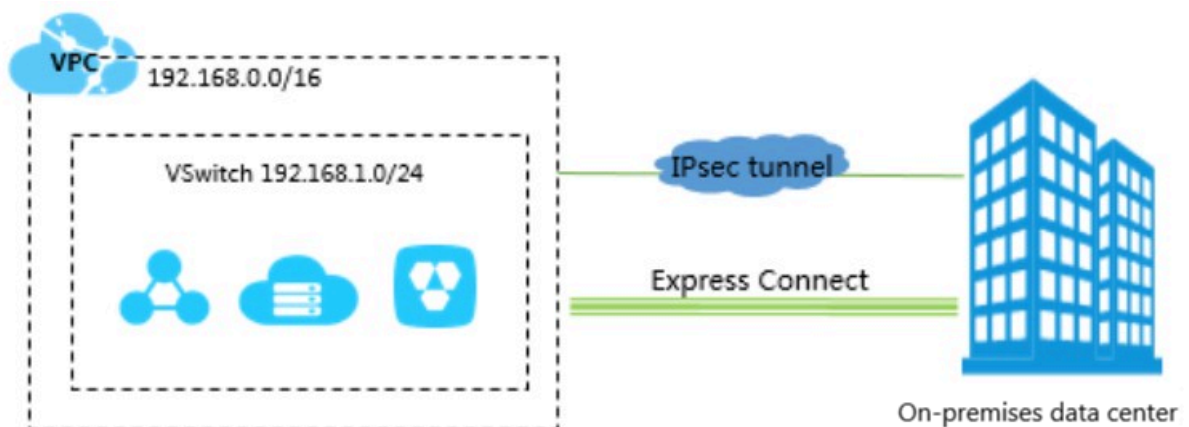 VPC
192.168.0.0/16
VSwitch 192.168.1.0/24
IPsec tunnel
Express Connect
On-premises data center